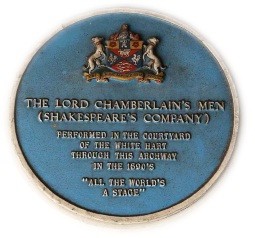 THE LORD CHAMBERLAIN'S MEN
(SHAKESPEARE'S COMPANY)
PERFORMED IN THE COURTYARD
OF THE WHITE HART
THROUGH THIS ARCHWAY
IN THE 1690'S
"ALL THE WORLD'S
A STAGE"